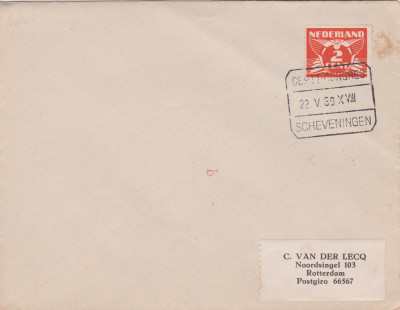 NEDERLAND
2
22. V. 39. XVIII
SCHEVENINGEN
b
C. VAN DER LECQ
Noordsingel 103
Rotterdam
Postgiro 66567